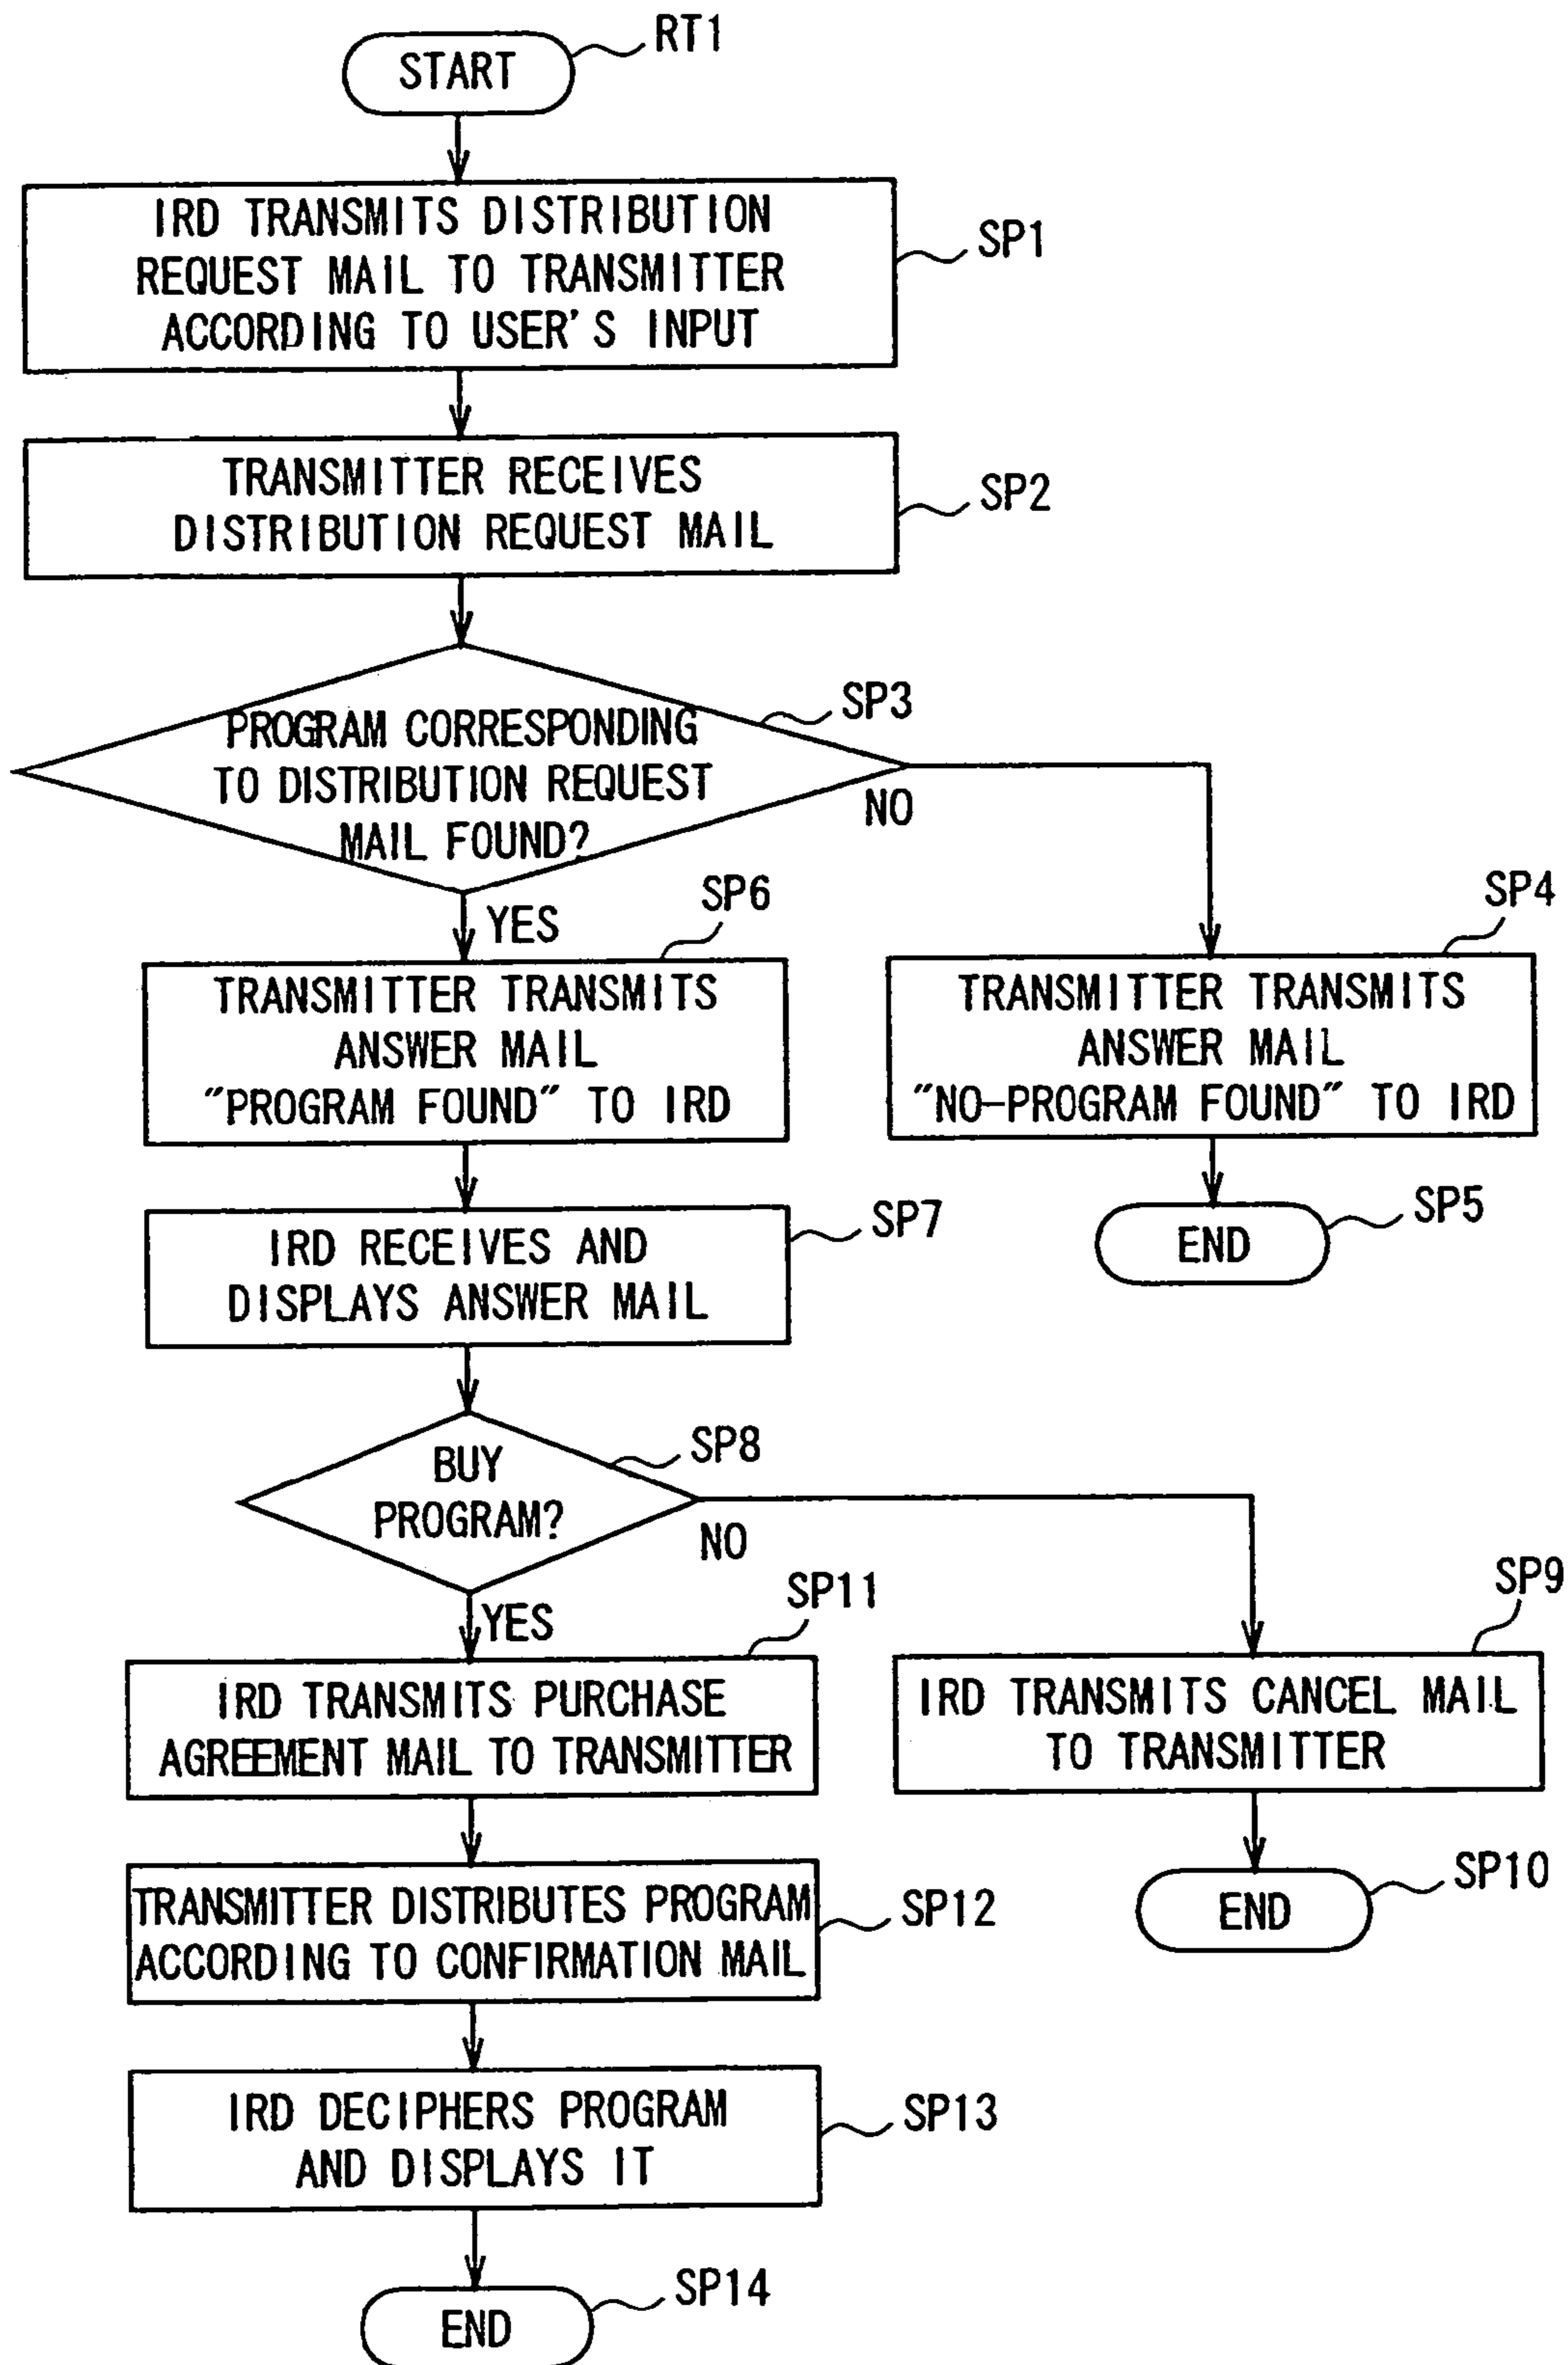 START
RT1
IRD TRANSMITS DISTRIBUTION
REQUEST MAIL TO TRANSMITTER
ACCORDING TO USER'S INPUT
SP1
TRANSMITTER RECEIVES
DISTRIBUTION REQUEST MAIL
SP2
PROGRAM CORRESPONDING
TO DISTRIBUTION REQUEST
MAIL FOUND?
SP3
NO
YES
SP6
TRANSMITTER TRANSMITS
ANSWER MAIL
"PROGRAM FOUND" TO IRD
SP4
TRANSMITTER TRANSMITS
ANSWER MAIL
"NO-PROGRAM FOUND" TO IRD
END
SP5
IRD RECEIVES AND
DISPLAYS ANSWER MAIL
SP7
BUY
PROGRAM?
SP8
NO
YES
SP11
IRD TRANSMITS PURCHASE
AGREEMENT MAIL TO TRANSMITTER
SP9
IRD TRANSMITS CANCEL MAIL
TO TRANSMITTER
END
SP10
TRANSMITTER DISTRIBUTES PROGRAM
ACCORDING TO CONFIRMATION MAIL
SP12
IRD DECIPHERS PROGRAM
AND DISPLAYS IT
SP13
END
SP14